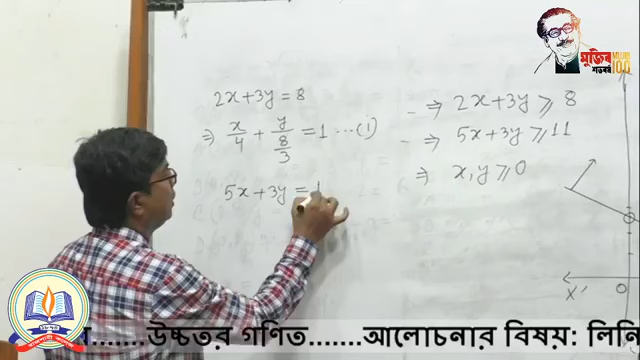 মুজিব
শতবর্ষ
100
2x+3y = 8
⇒ x/4 + y/(8/3) = 1 ...(i)
5x+3y = 1
⇒ 2x+3y ⩾ 8
⇒ 5x+3y ⩾ 11
⇒ x,y ⩾ 0
X′ O
.......উচ্চতর গণিত.......আলোচনার বিষয়: লিনি